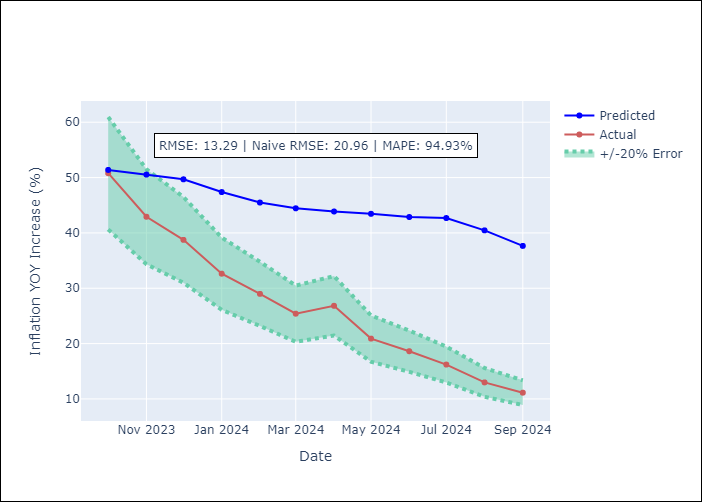 RMSE: 13.29 | Naive RMSE: 20.96 | MAPE: 94.93%
Predicted
Actual
+/-20% Error
Inflation YOY Increase (%)
60
50
40
30
20
10
Nov 2023 Jan 2024 Mar 2024 May 2024 Jul 2024 Sep 2024
Date